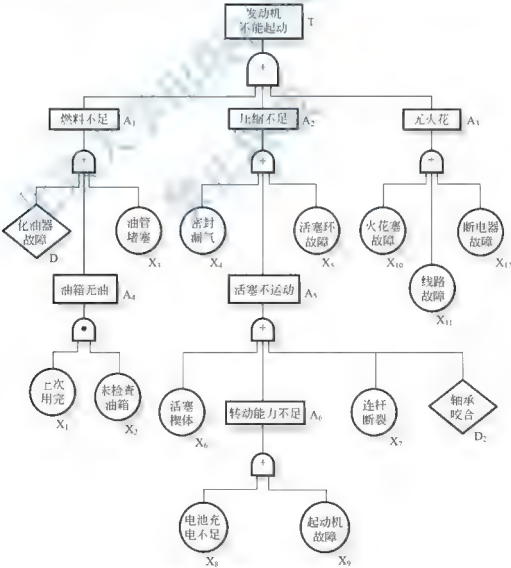 发动机
不能起动
T
燃料不足
A₁
压缩不足
A₂
无火花
A₃
化油器
故障
D
油管
堵塞
X₃
密封
漏气
X₄
活塞环
故障
X₅
火花塞
故障
X₁₀
断电器
故障
X₁₂
油箱无油
A₄
活塞不运动
A₅
线路
故障
X₁₁
上次
用完
X₁
未检查
油箱
X₂
活塞
楔体
X₆
转动能力不足
A₆
连杆
断裂
X₇
轴承
咬合
D₂
电池充
电不足
X₈
起动机
故障
X₉